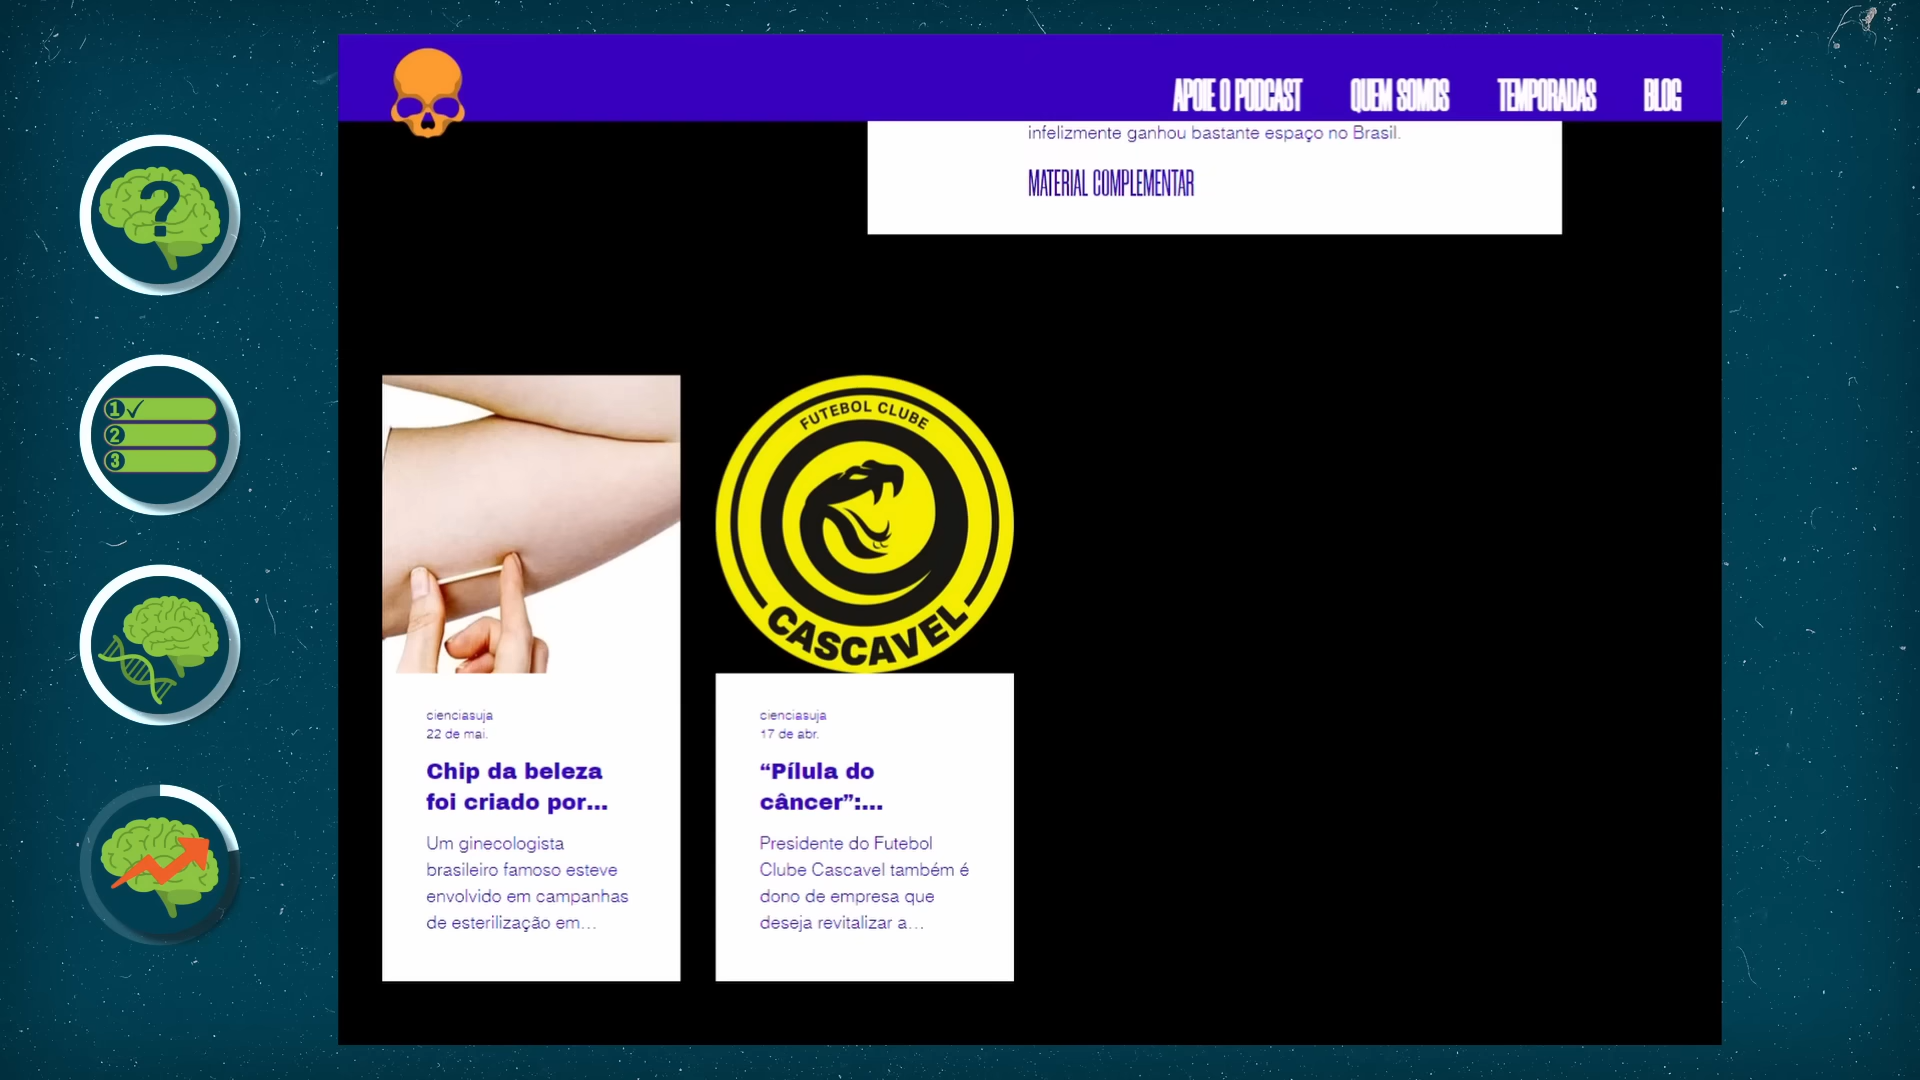 APOIE O PODCAST QUEM SOMOS TEMPORADAS BLOG
infelizmente ganhou bastante espaço no Brasil.
MATERIAL COMPLEMENTAR
?
1
2
3
FUTEBOL CLUBE
CASCAVEL
cienciasuja
22 de mai.
Chip da beleza
foi criado por...
Um ginecologista
brasileiro famoso esteve
envolvido em campanhas
de esterilização em...
cienciasuja
17 de abr.
“Pílula do
câncer”:...
Presidente do Futebol
Clube Cascavel também é
dono de empresa que
deseja revitalizar a...